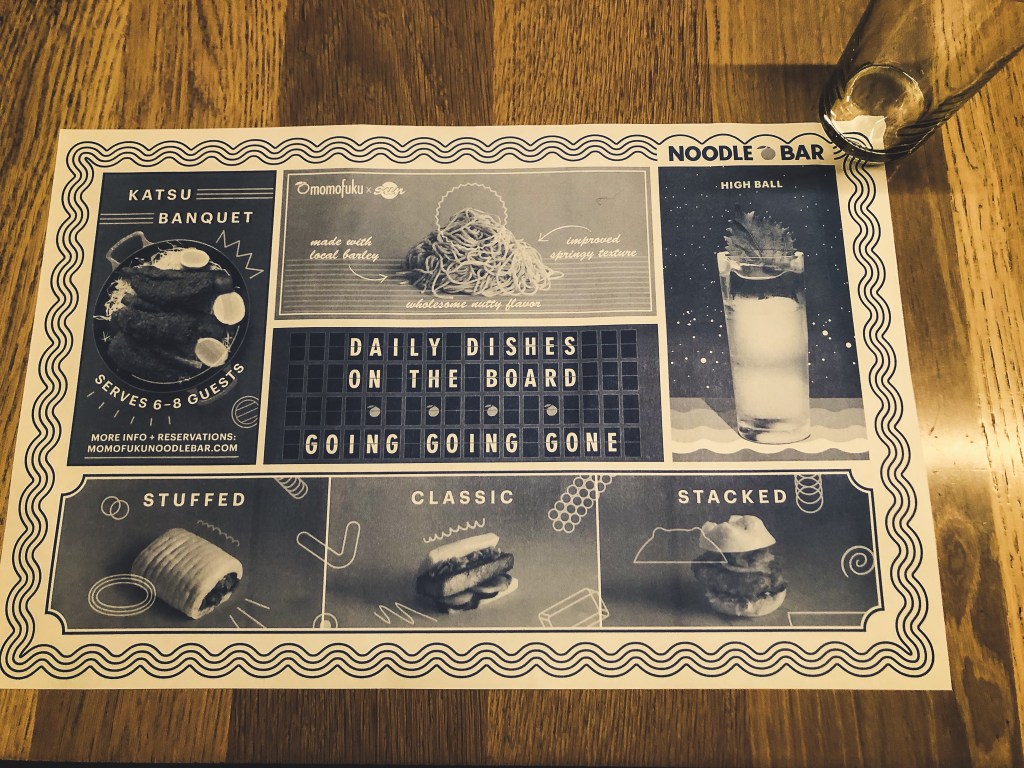 NOODLE BAR
KATSU
BANQUET
SERVES 6-8 GUESTS
MORE INFO + RESERVATIONS:
MOMOFUKUNOODLEBAR.COM
momofuku x sun
made with
local barley
improved
springy texture
wholesome nutty flavor
DAILY DISHES
ON THE BOARD
GOING GOING GONE
HIGH BALL
STUFFED
CLASSIC
STACKED